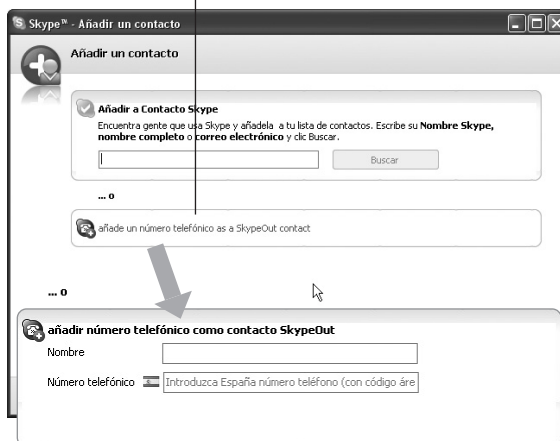 Skype™ - Añadir un contacto
Añadir un contacto
Añadir a Contacto Skype
Encuentra gente que usa Skype y añadela a tu lista de contactos. Escribe su Nombre Skype,
nombre completo o correo electrónico y clic Buscar.
Buscar
... o
añade un número telefónico as a SkypeOut contact
... o
añadir número telefónico como contacto SkypeOut
Nombre
Número telefónico Introduzca España número teléfono (con código áre